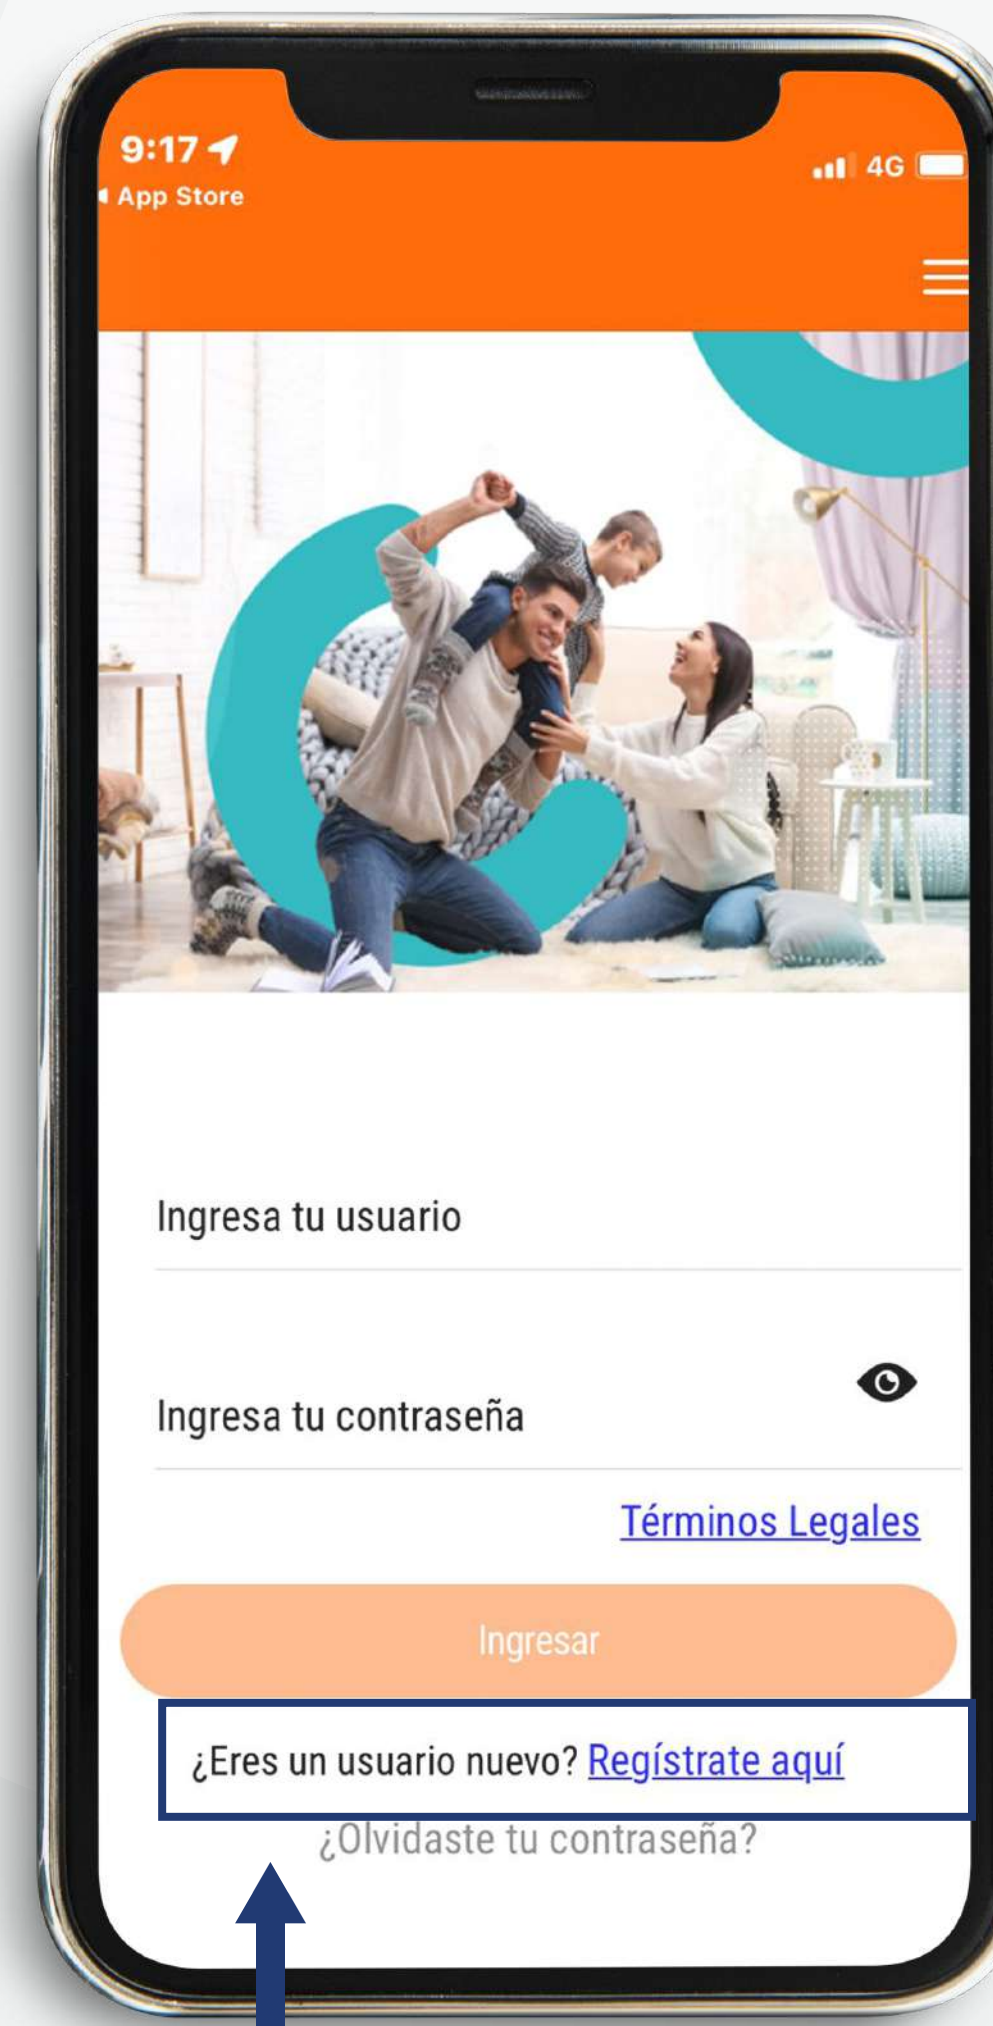 9:17
App Store
4G
Ingresa tu usuario
Ingresa tu contraseña
Términos Legales
Ingresar
¿Eres un usuario nuevo? Regístrate aquí
¿Olvidaste tu contraseña?